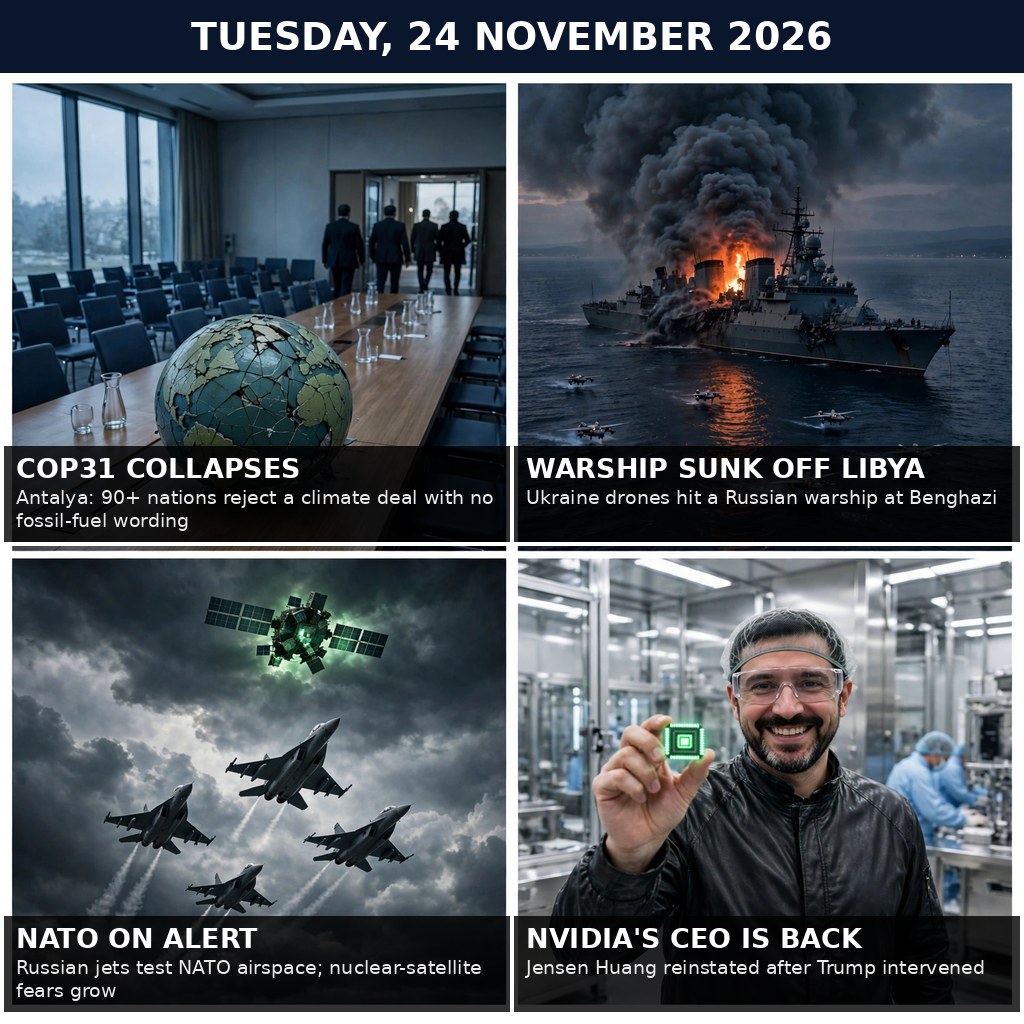 TUESDAY, 24 NOVEMBER 2026
COP31 COLLAPSES
Antalya: 90+ nations reject a climate deal with no
fossil-fuel wording
WARSHIP SUNK OFF LIBYA
Ukraine drones hit a Russian warship at Benghazi
NATO ON ALERT
Russian jets test NATO airspace; nuclear-satellite
fears grow
NVIDIA'S CEO IS BACK
Jensen Huang reinstated after Trump intervened